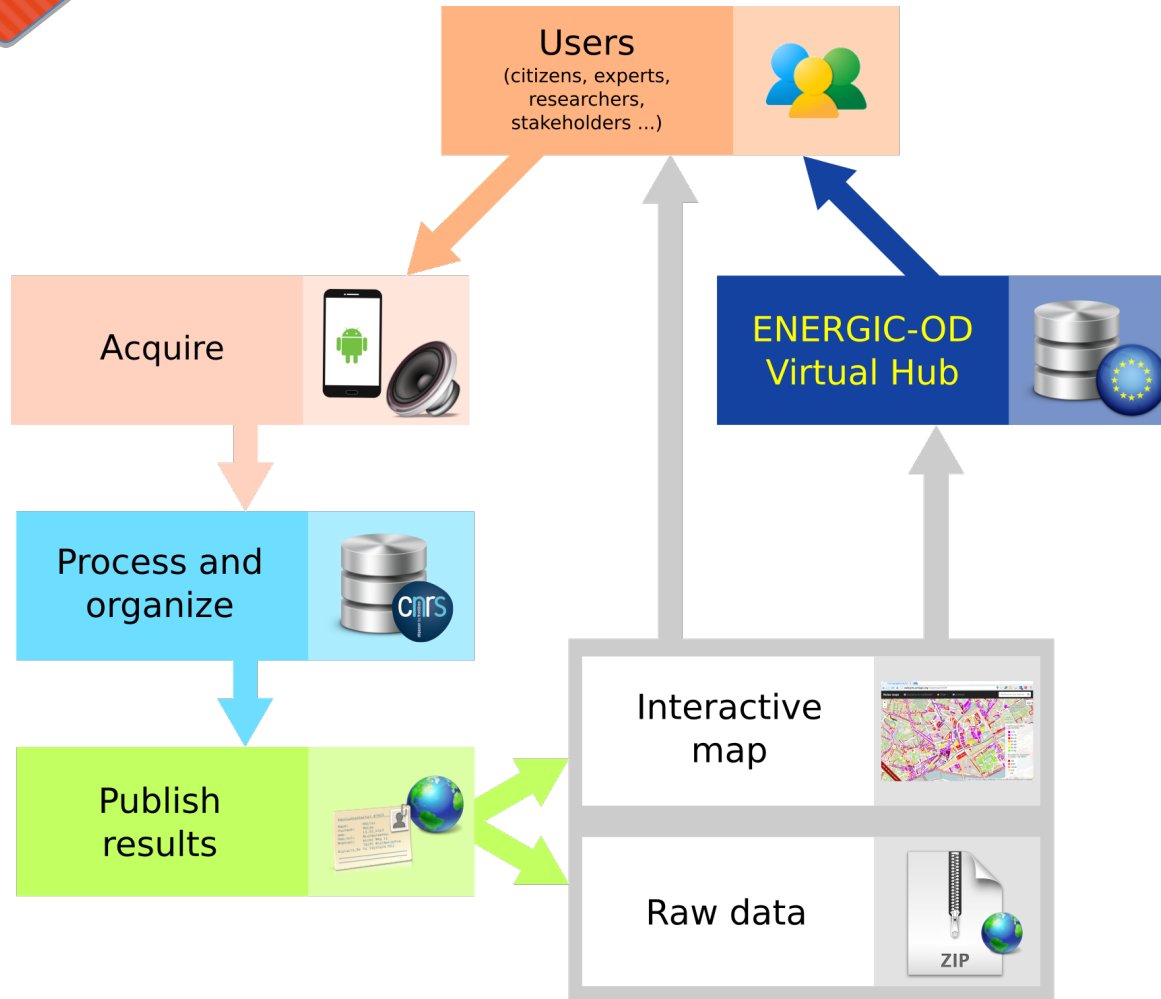 Users
(citizens, experts,
researchers,
stakeholders ...)
Acquire
ENERGIC-OD
Virtual Hub
Process and
organize
cnrs
Interactive
map
Publish
results
Raw data
ZIP